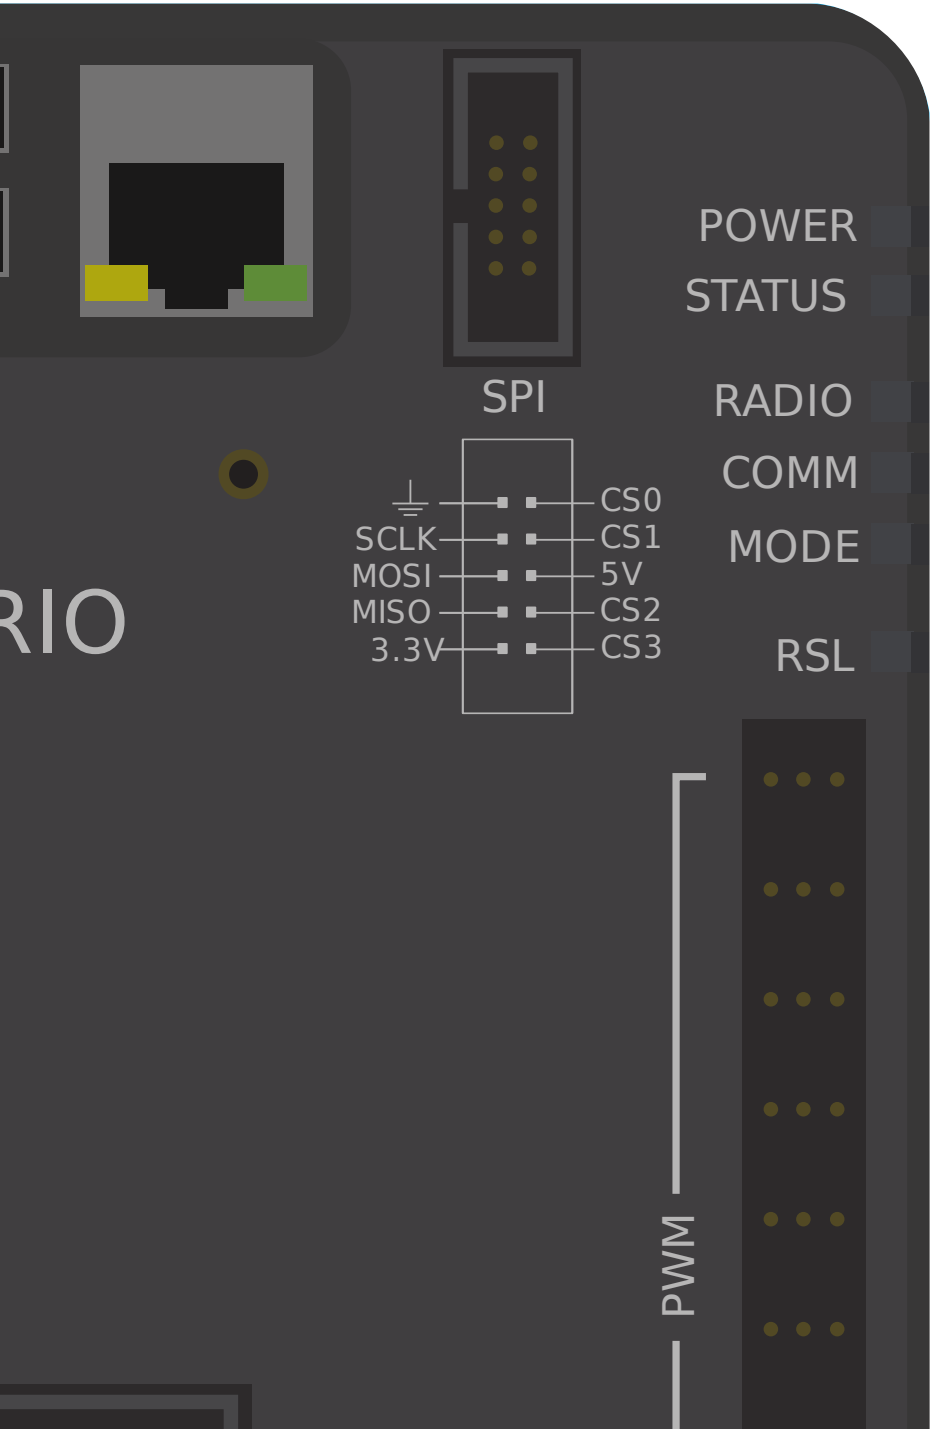 POWER
STATUS
SPI
RADIO
COMM
MODE
CS0
SCLK CS1
MOSI 5V
MISO CS2
3.3V CS3
RIO
RSL
PWM